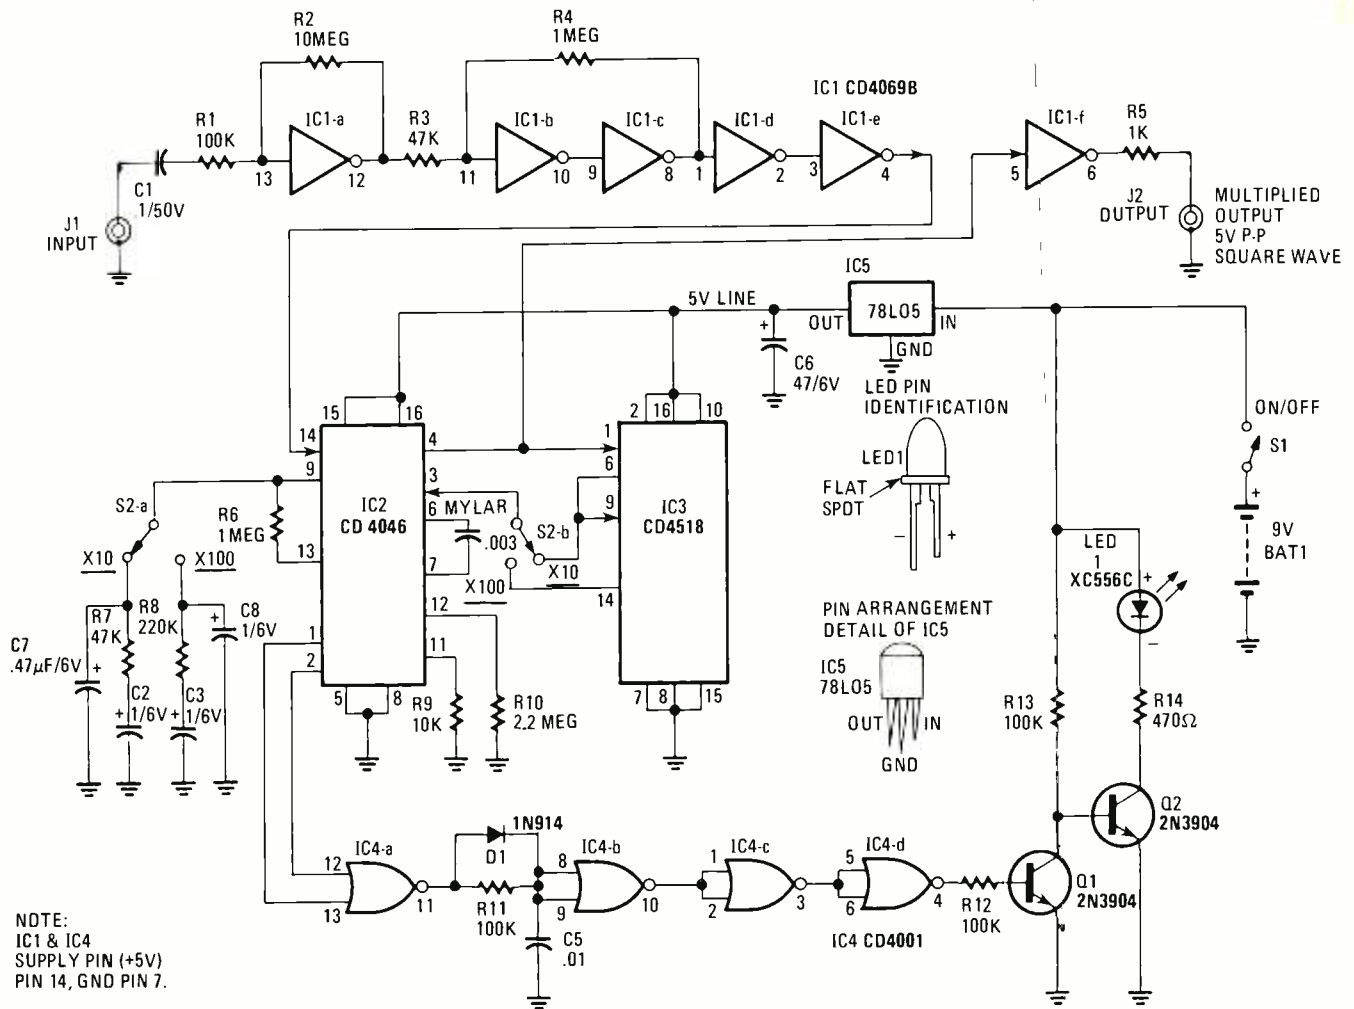 R2
10MEG
R4
1MEG
IC1 CD4069B
R1
100K
IC1-a
R3
47K
IC1-b
IC1-c
IC1-d
IC1-e
IC1-f
R5
1K
13
12
11
10
9
8
1
2
3
4
5
6
C1
.1/50V
J1
INPUT
J2
OUTPUT
MULTIPLIED
OUTPUT
5V P-P
SQUARE WAVE
5V LINE
IC5
78L05
OUT
IN
GND
+
C6
47/6V
LED PIN
IDENTIFICATION
LED1
FLAT
SPOT
−
+
ON/OFF
S1
+
9V
BAT1
15
16
14
9
13
1
2
5
8
4
3
6
7
12
11
IC2
CD 4046
MYLAR
.003
S2-b
X10
X100
2
16
10
1
6
9
14
7
8
15
IC3
CD4518
S2-a
X10
X100
R6
1MEG
R7
47K
R8
220K
+
C8
1/6V
C7
.47µF/6V
+
+
C2
1/6V
+
C3
1/6V
R9
10K
R10
2.2 MEG
PIN ARRANGEMENT
DETAIL OF IC5
IC5
78L05
OUT
IN
GND
LED
1
XC556C
+
−
R13
100K
R14
470Ω
Q2
2N3904
Q1
2N3904
IC4-a
12
13
11
1N914
D1
R11
100K
C5
.01
IC4-b
8
9
10
IC4-c
1
2
3
IC4-d
5
6
4
R12
100K
IC4 CD4001
NOTE:
IC1 & IC4
SUPPLY PIN (+5V)
PIN 14, GND PIN 7.